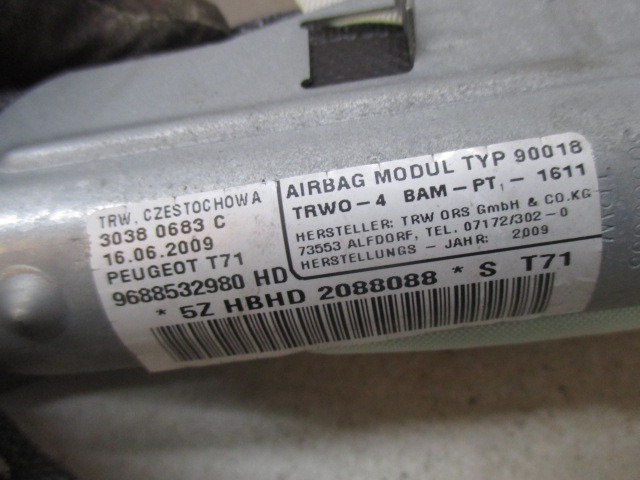 TRW, CZESTOCHOWA
3038 0683 C
16.06.2009
PEUGEOT T71
9688532980 HD
AIRBAG MODUL TYP 90018
TRWO-4 BAM-PT1-1611
HERSTELLER: TRW ORS GmbH & CO.KG
73553 ALFDORF, TEL. 07172/302-0
HERSTELLUNGS - JAHR: 2009
* 5Z HBHD 2088088 * S T71